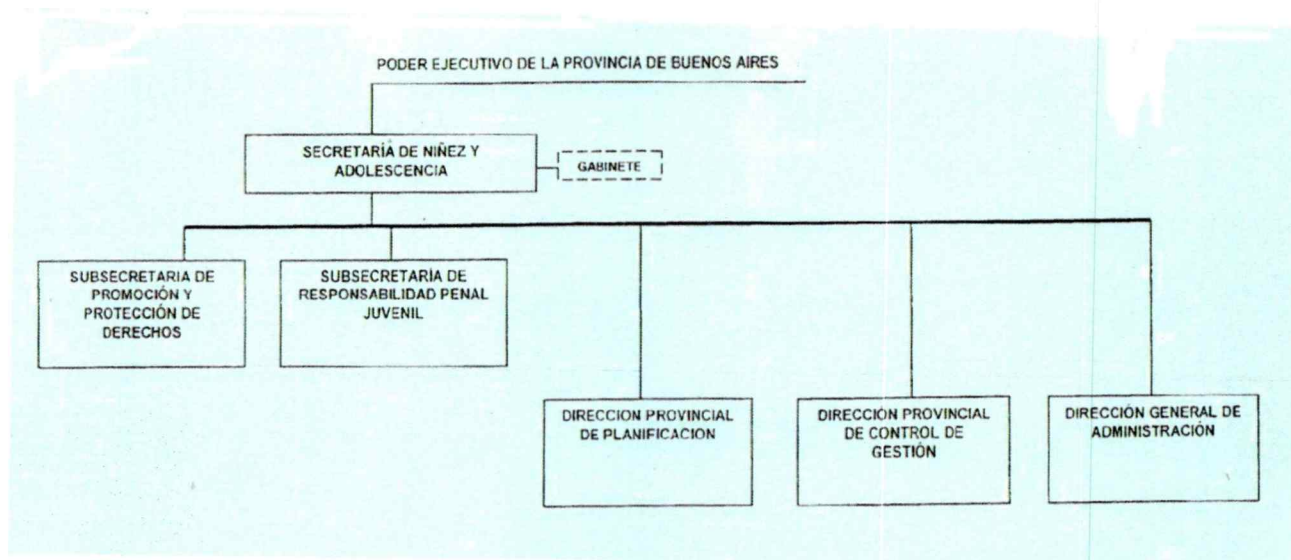 PODER EJECUTIVO DE LA PROVINCIA DE BUENOS AIRES
SECRETARÍA DE NIÑEZ Y
ADOLESCENCIA
GABINETE
SUBSECRETARIA DE
PROMOCIÓN Y
PROTECCIÓN DE
DERECHOS
SUBSECRETARÍA DE
RESPONSABILIDAD PENAL
JUVENIL
DIRECCION PROVINCIAL
DE PLANIFICACION
DIRECCIÓN PROVINCIAL
DE CONTROL DE
GESTIÓN
DIRECCIÓN GENERAL DE
ADMINISTRACIÓN